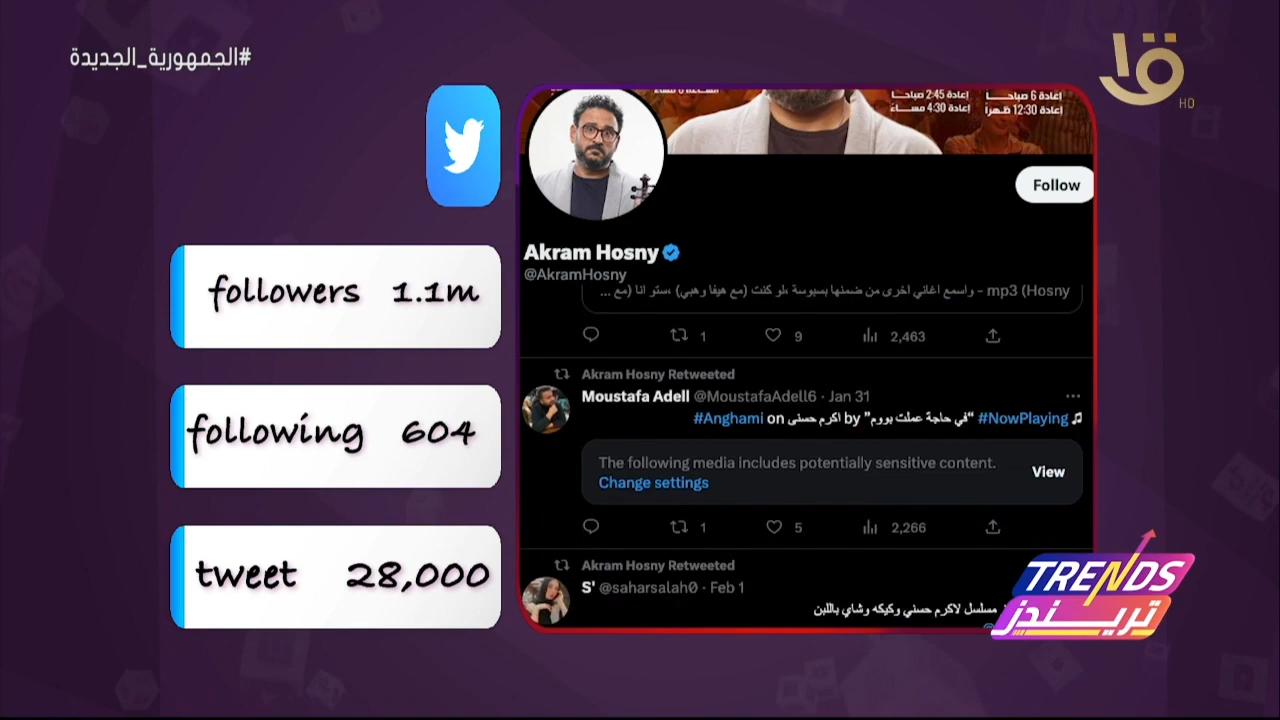 #الجمهورية_الجديدة
HD
followers 1.1m
following 604
tweet 28,000
إعادة 6 صباحا
إعادة 2:45 صباحا
إعادة 12:30 ظهرا
إعادة 4:30 مساء
Follow
Akram Hosny
@AkramHosny
Hosny) mp3 - واسمع اغاني اخرى من ضمنها بسبوسة ،لو كنت (مع هيفا وهبي) ،ستو انا (مع ...
1 9 2,463
Akram Hosny Retweeted
Moustafa Adell @MoustafaAdell6 · Jan 31
#NowPlaying “في حاجة عملت بووم” by اكرم حسنى on #Anghami
The following media includes potentially sensitive content.
Change settings
View
1 5 2,266
Akram Hosny Retweeted
S' @saharsalah0 · Feb 1
مسلسل لاكرم حسني وكيكه وشاي باللبن
TRENDS
تريندز